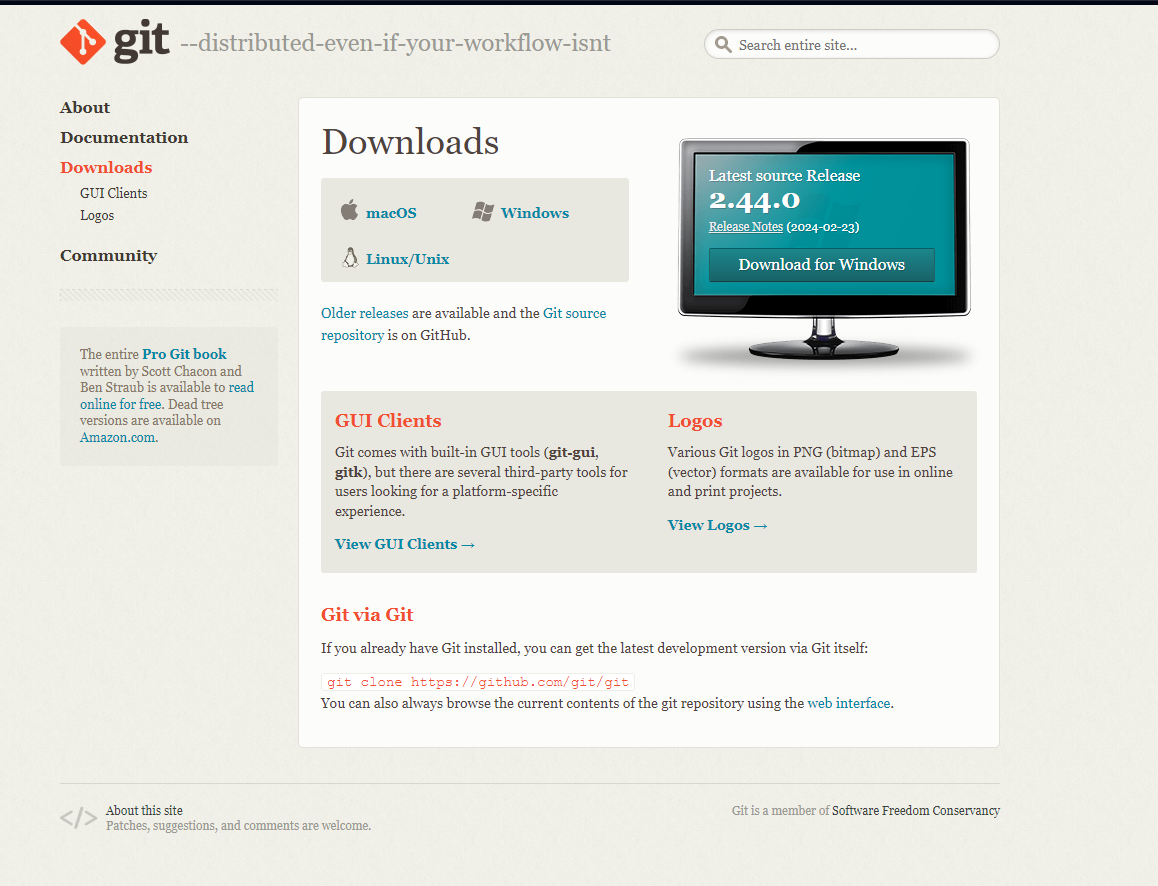 git --distributed-even-if-your-workflow-isnt
Search entire site...
About
Documentation
Downloads
GUI Clients
Logos
Community
The entire Pro Git book
written by Scott Chacon and
Ben Straub is available to read
online for free. Dead tree
versions are available on
Amazon.com.
Downloads
macOS
Windows
Linux/Unix
Older releases are available and the Git source
repository is on GitHub.
Latest source Release
2.44.0
Release Notes (2024-02-23)
Download for Windows
GUI Clients
Git comes with built-in GUI tools (git-gui,
gitk), but there are several third-party tools for
users looking for a platform-specific
experience.
View GUI Clients →
Logos
Various Git logos in PNG (bitmap) and EPS
(vector) formats are available for use in online
and print projects.
View Logos →
Git via Git
If you already have Git installed, you can get the latest development version via Git itself:
git clone https://github.com/git/git
You can also always browse the current contents of the git repository using the web interface.
</> About this site
Patches, suggestions, and comments are welcome.
Git is a member of Software Freedom Conservancy